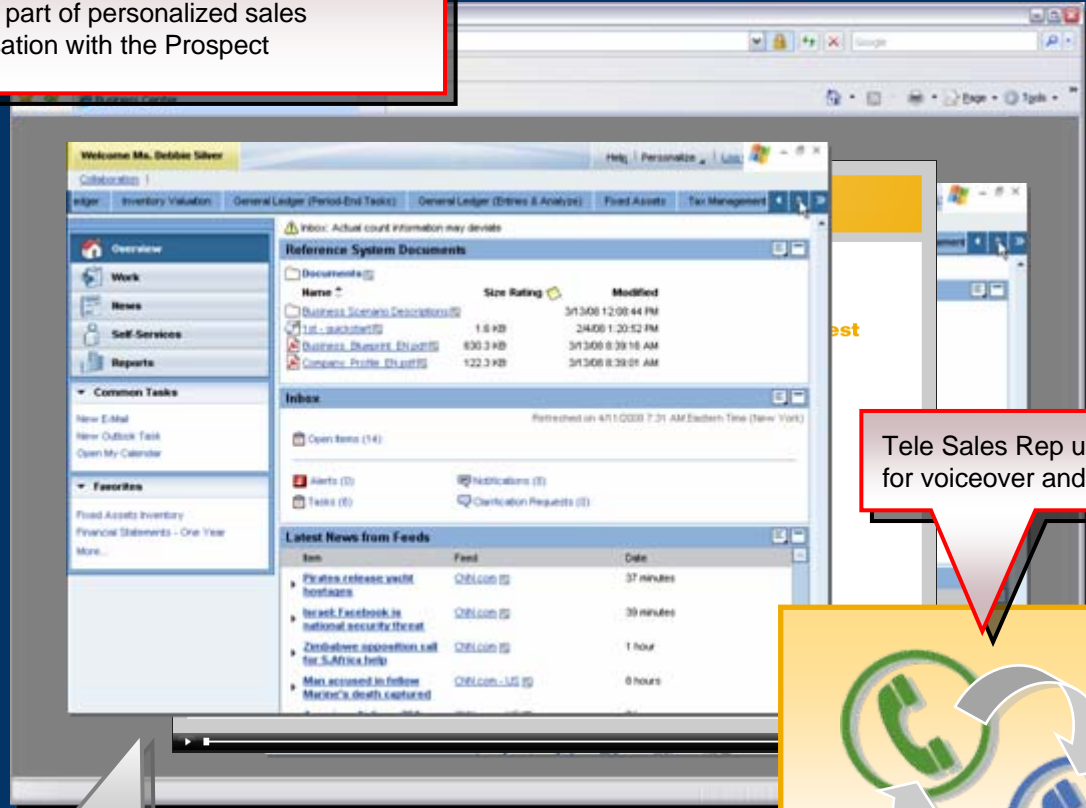 part of personalized sales
ation with the Prospect
Google
Page
Tools
Business Center
Welcome Ms. Debbie Silver
Help
Personalize
Collaboration
edger
Inventory Valuation
General Ledger (Period-End Tasks)
General Ledger (Entries & Analysis)
Fixed Assets
Tax Management
ement
Inbox: Actual count information may deviate
Overview
Work
News
Self-Services
Reports
Common Tasks
New E-Mail
New Outlook Task
Open My Calendar
Favorites
Fixed Assets Inventory
Financial Statements - One Year
More...
Reference System Documents
Documents
Name Size Rating Modified
Business Scenario Descriptions 3/13/08 12:08:44 PM
1st - quickstart 1.6 KB 2/4/08 1:20:52 PM
Business_Blueprint_EN.pdf 630.3 KB 3/13/08 8:39:16 AM
Company_Profile_EN.pdf 122.3 KB 3/13/08 8:39:01 AM
est
Inbox
Refreshed on 4/11/2008 7:31 AM Eastern Time (New York)
Open Items (14)
Alerts (0) Notifications (8)
Tasks (6) Clarification Requests (0)
Latest News from Feeds
Item Feed Date
Pirates release yacht hostages CNN.com 37 minutes
Israel: Facebook is national security threat CNN.com 39 minutes
Zimbabwe opposition call for S.Africa help CNN.com 1 hour
Man accused in fellow Marine's death captured CNN.com - US 8 hours
Tele Sales Rep u
for voiceover and